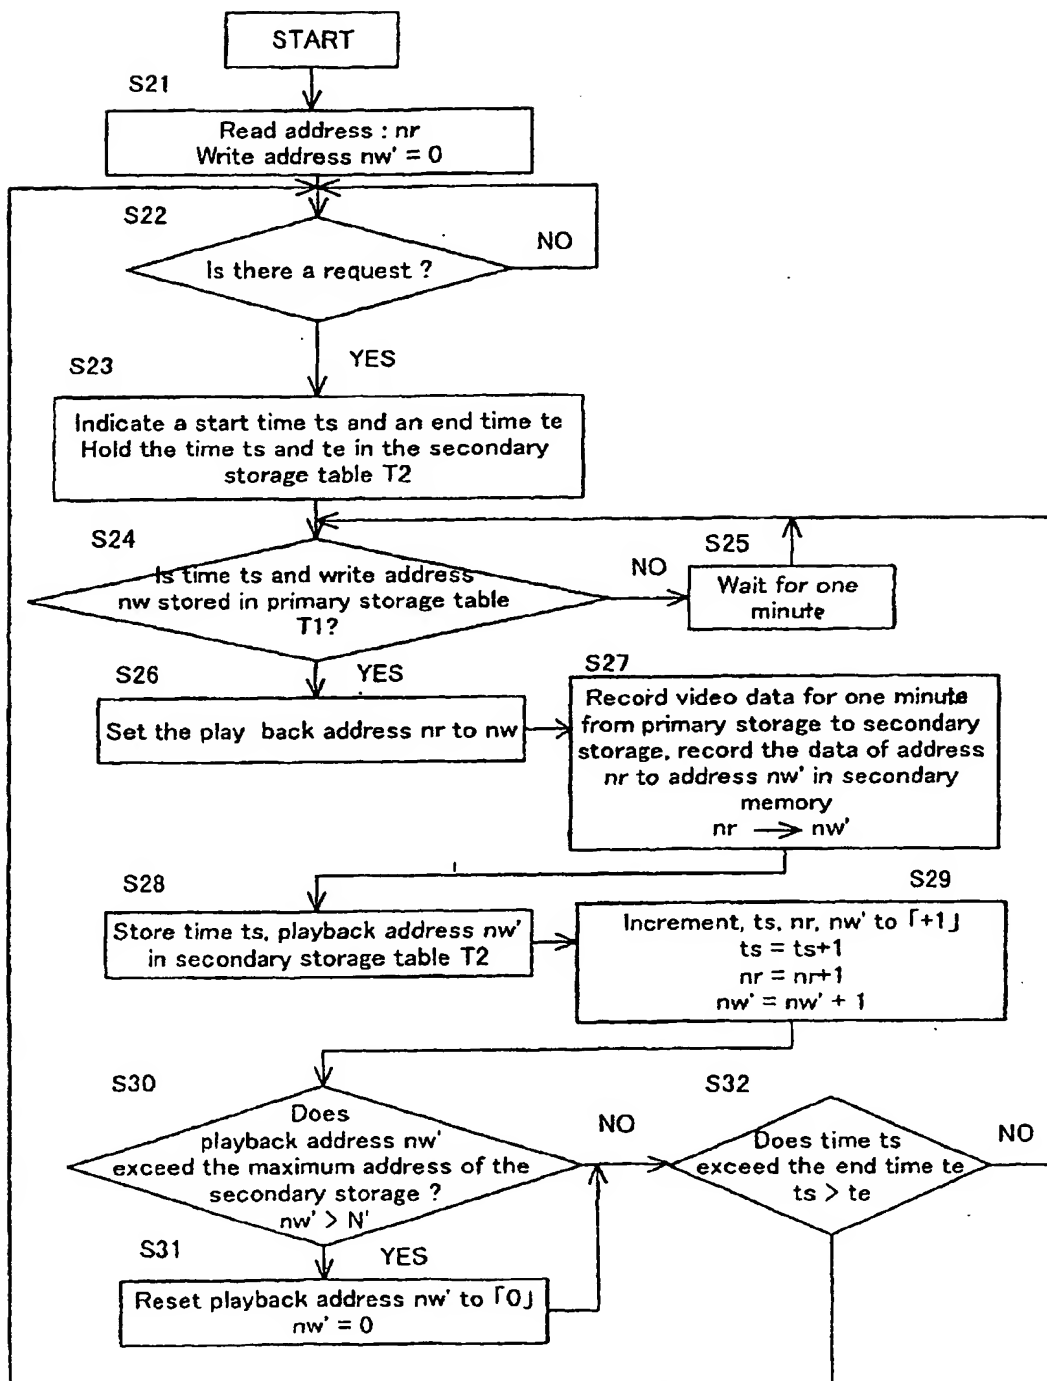 START
S21
Read address : nr
Write address nw' = 0
S22
NO
Is there a request ?
YES
S23
Indicate a start time ts and an end time te
Hold the time ts and te in the secondary
storage table T2
S24
Is time ts and write address
nw stored in primary storage table
T1?
NO
S25
Wait for one
minute
YES
S26
Set the play back address nr to nw
S27
Record video data for one minute
from primary storage to secondary
storage, record the data of address
nr to address nw' in secondary
memory
nr → nw'
S28
Store time ts, playback address nw'
in secondary storage table T2
S29
Increment, ts, nr, nw' to 「+1」
ts = ts+1
nr = nr+1
nw' = nw' + 1
S30
Does
playback address nw'
exceed the maximum address of the
secondary storage ?
nw' > N'
NO
S32
Does time ts
exceed the end time te
ts > te
NO
YES
S31
Reset playback address nw' to 「0」
nw' = 0